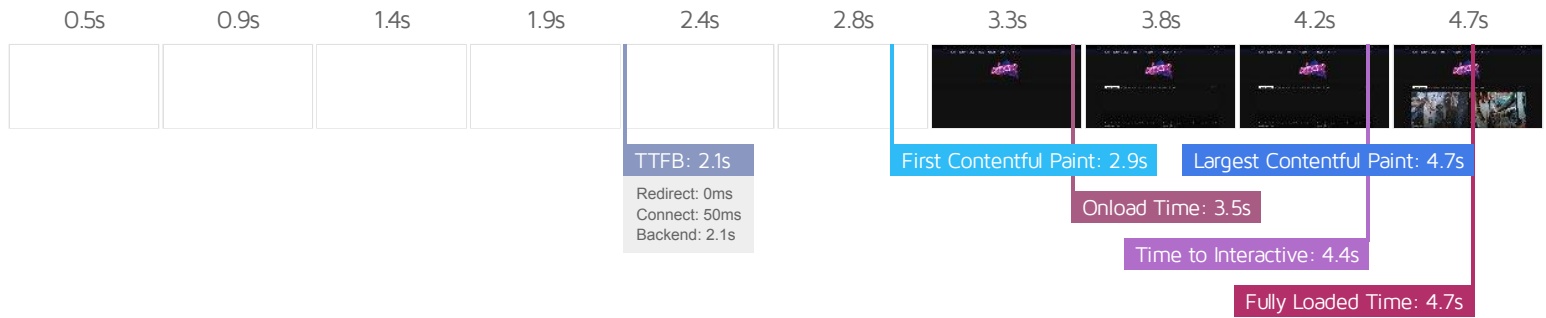 0.5s 0.9s 1.4s 1.9s 2.4s 2.8s 3.3s 3.8s 4.2s 4.7s
TTFB: 2.1s
Redirect: 0ms
Connect: 50ms
Backend: 2.1s
First Contentful Paint: 2.9s
Largest Contentful Paint: 4.7s
Onload Time: 3.5s
Time to Interactive: 4.4s
Fully Loaded Time: 4.7s